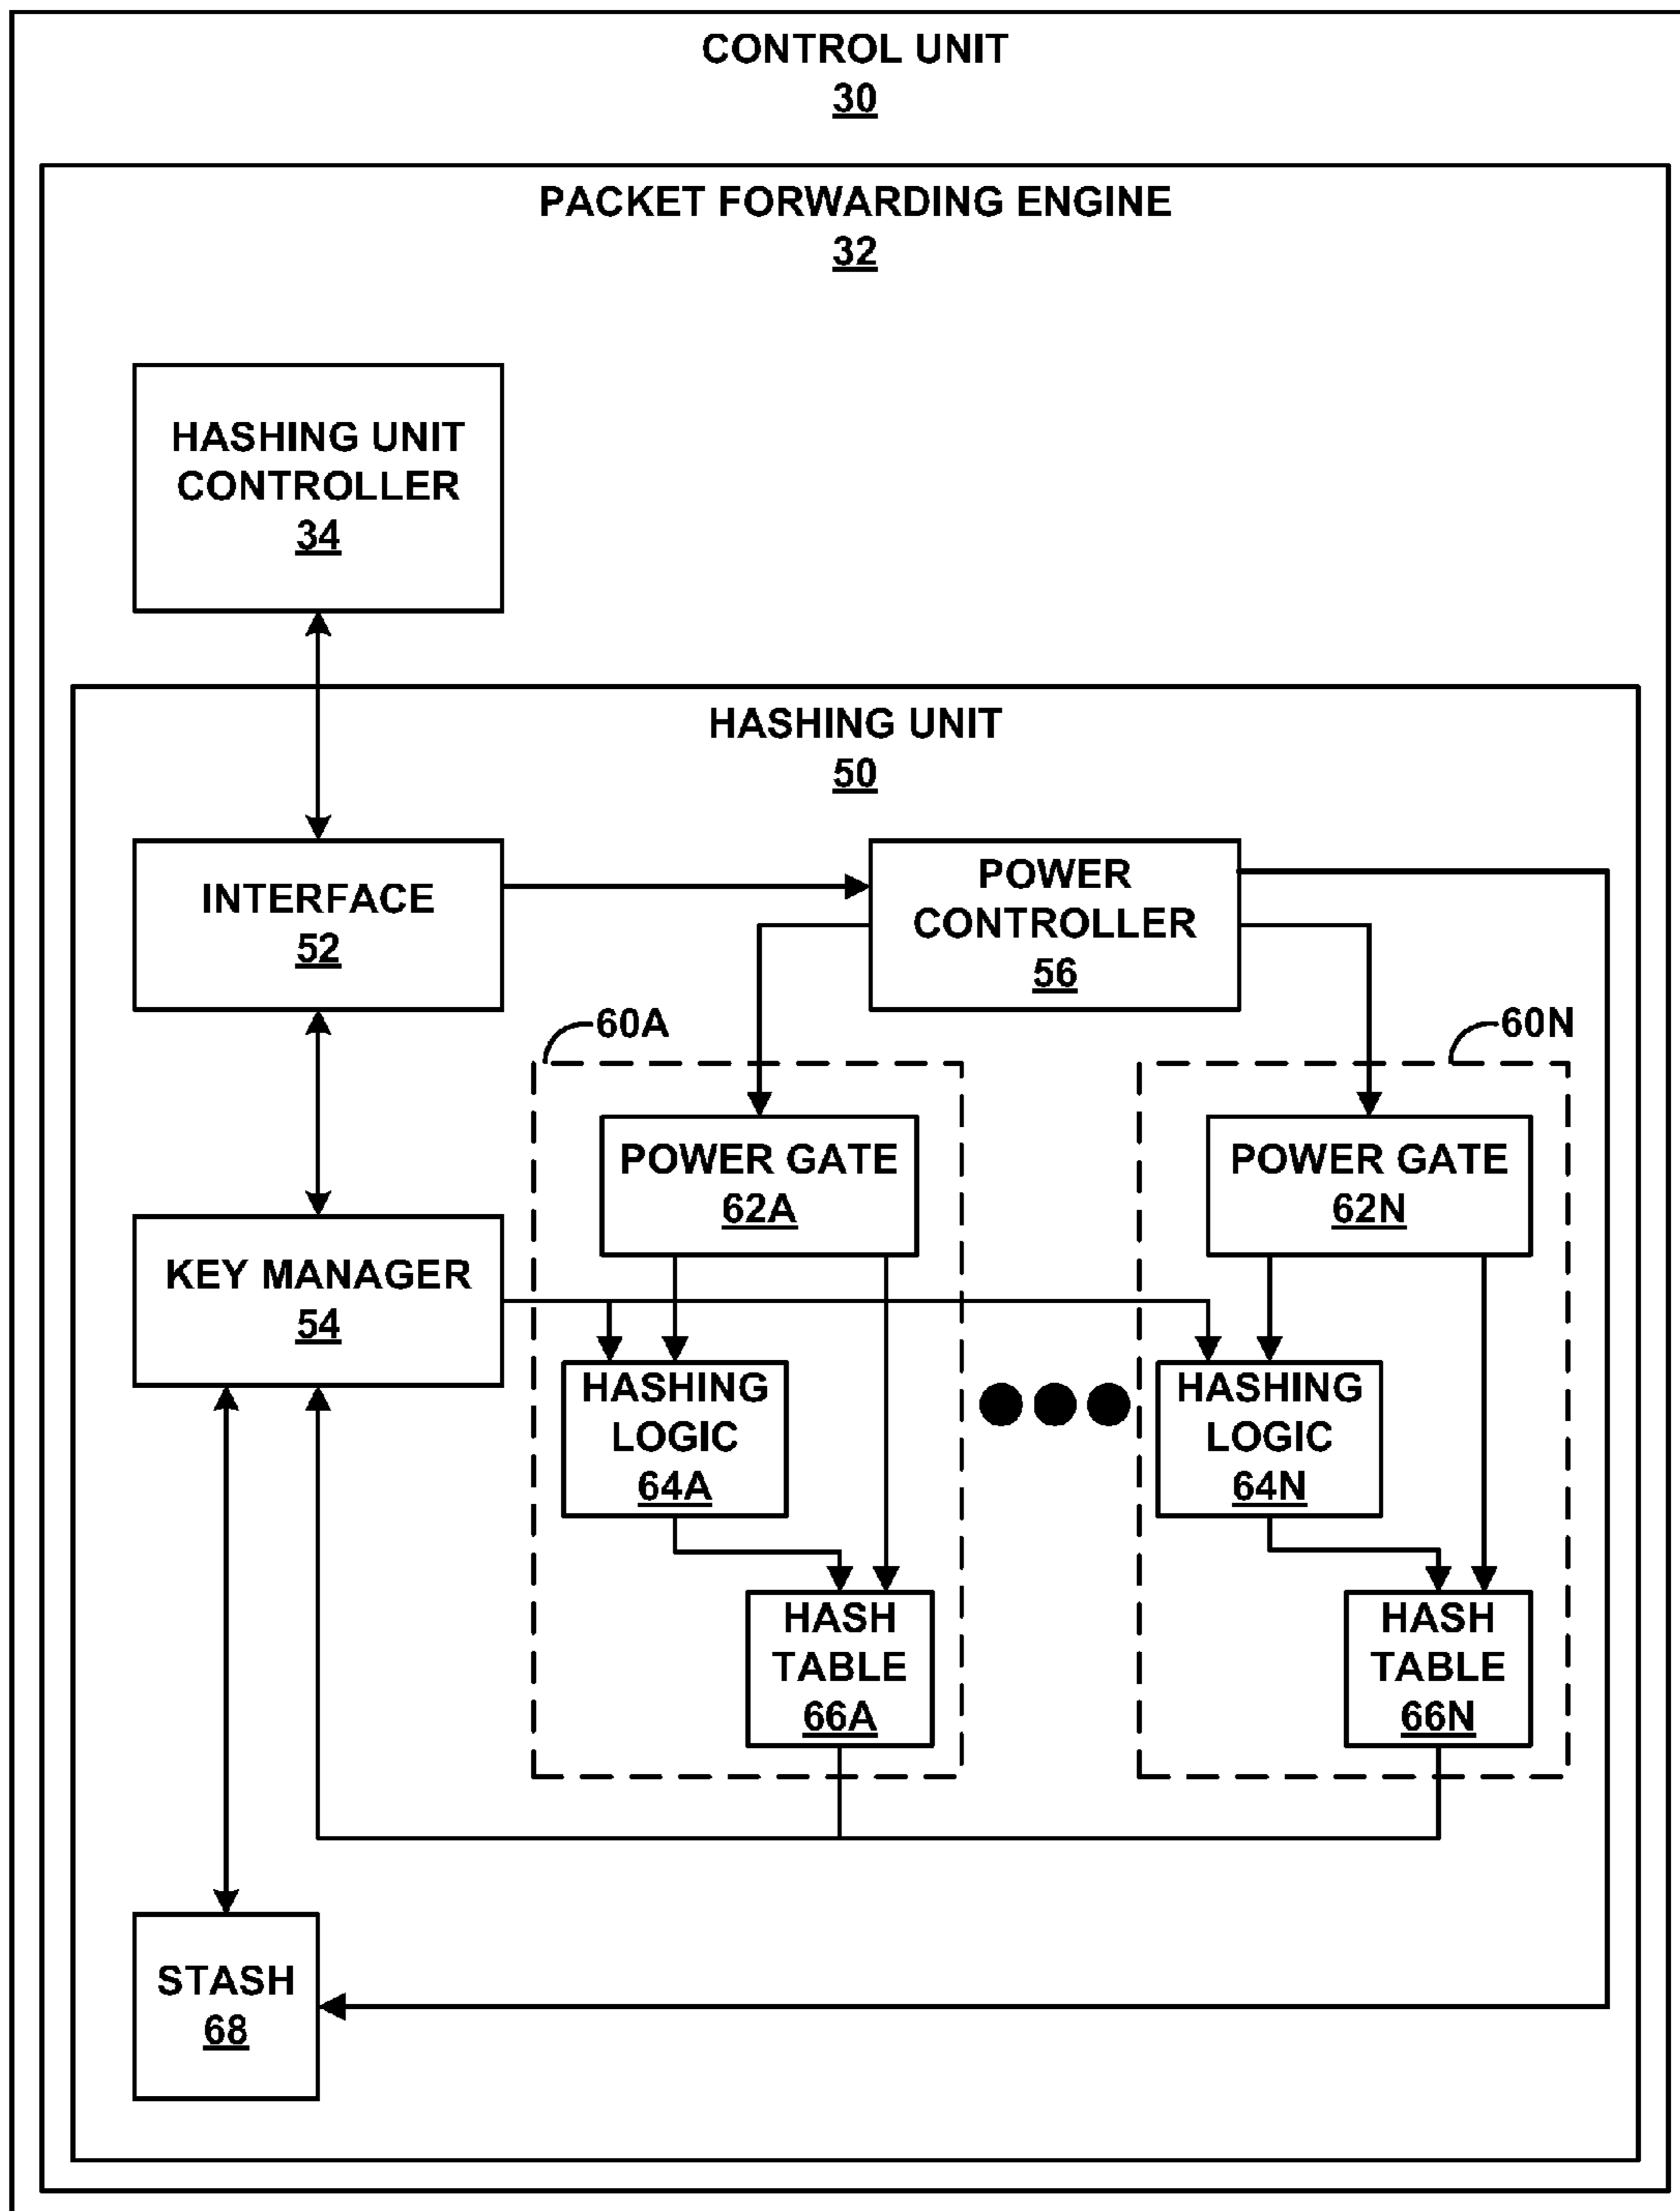 CONTROL UNIT
30
PACKET FORWARDING ENGINE
32
HASHING UNIT
CONTROLLER
34
HASHING UNIT
50
INTERFACE
52
POWER
CONTROLLER
56
60A
60N
POWER GATE
62A
POWER GATE
62N
KEY MANAGER
54
HASHING
LOGIC
64A
HASHING
LOGIC
64N
HASH
TABLE
66A
HASH
TABLE
66N
STASH
68